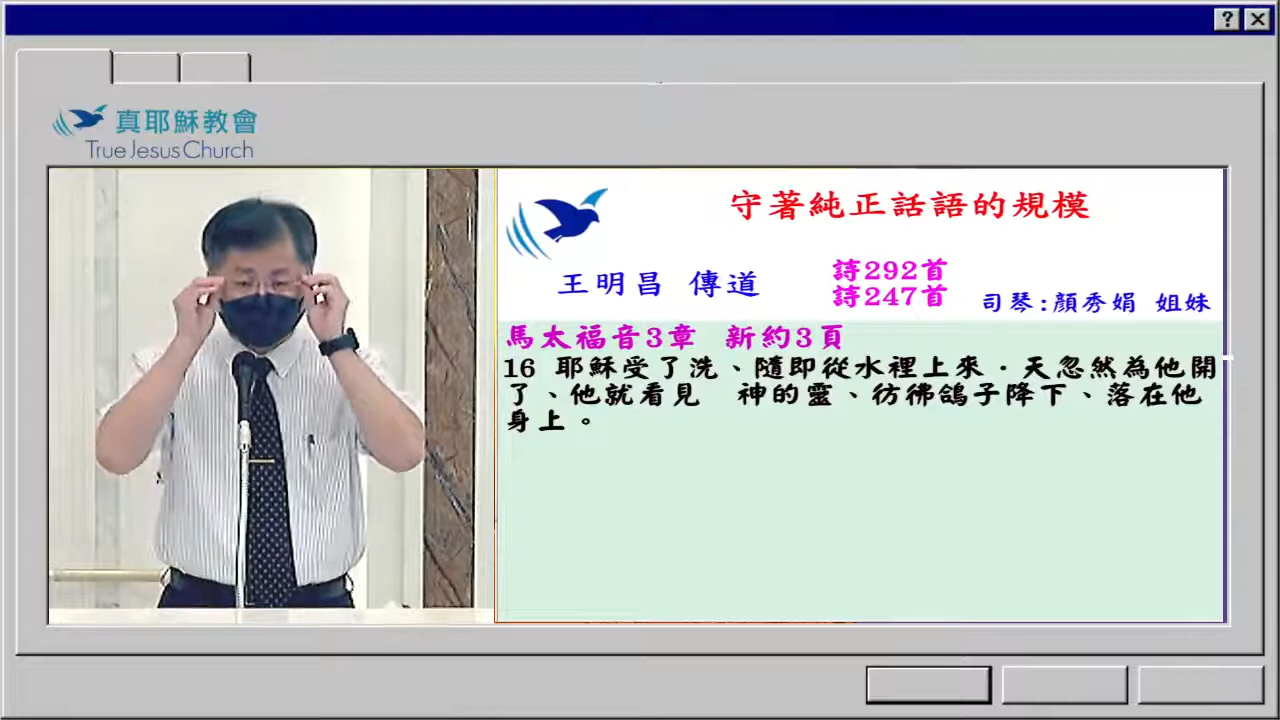 ?
真耶穌教會
True Jesus Church
守著純正話語的規模
王明昌 傳道
詩292首
詩247首
司琴:顏秀娟 姐妹
馬太福音3章 新約3頁
16 耶穌受了洗、隨即從水裡上來．天忽然為他開
了、他就看見　神的靈、彷彿鴿子降下、落在他
身上。